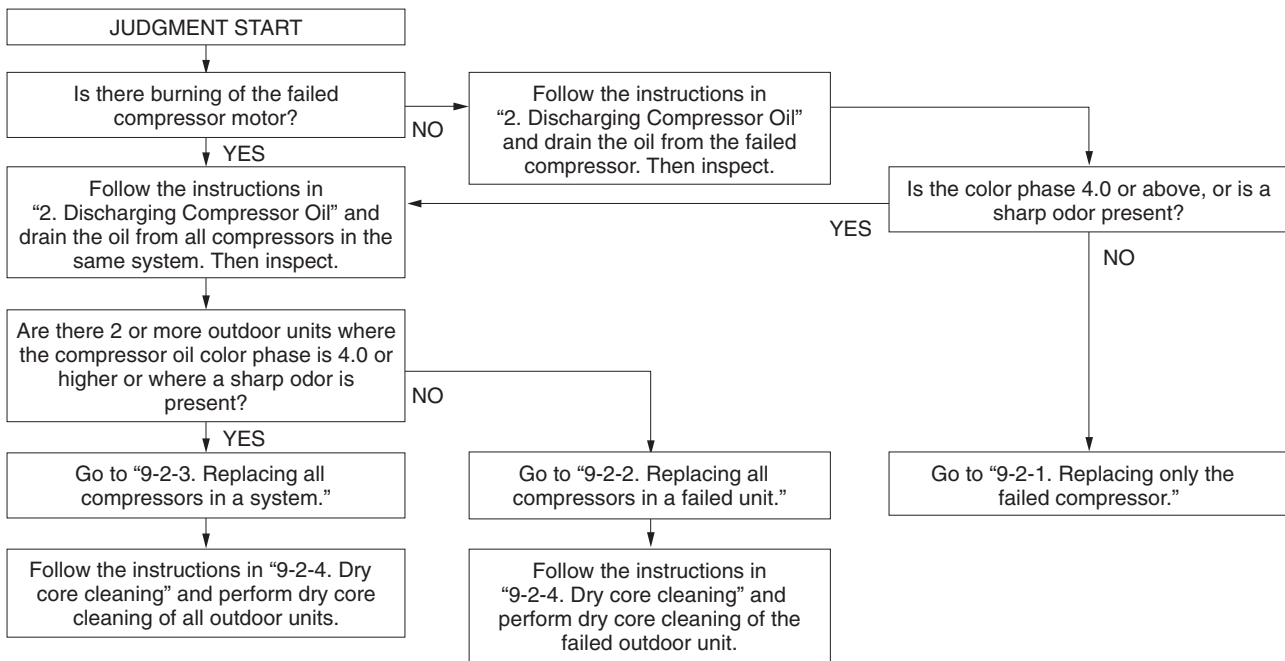 JUDGMENT START
Is there burning of the failed
compressor motor?
NO
YES
Follow the instructions in
“2. Discharging Compressor Oil”
and drain the oil from the failed
compressor. Then inspect.
Is the color phase 4.0 or above, or is a
sharp odor present?
YES
NO
Follow the instructions in
“2. Discharging Compressor Oil” and
drain the oil from all compressors in the
same system. Then inspect.
Are there 2 or more outdoor units where
the compressor oil color phase is 4.0 or
higher or where a sharp odor is
present?
NO
YES
Go to “9-2-3. Replacing all
compressors in a system.”
Go to “9-2-2. Replacing all
compressors in a failed unit.”
Go to “9-2-1. Replacing only the
failed compressor.”
Follow the instructions in “9-2-4. Dry
core cleaning” and perform dry core
cleaning of all outdoor units.
Follow the instructions in
“9-2-4. Dry core cleaning” and
perform dry core cleaning of the
failed outdoor unit.